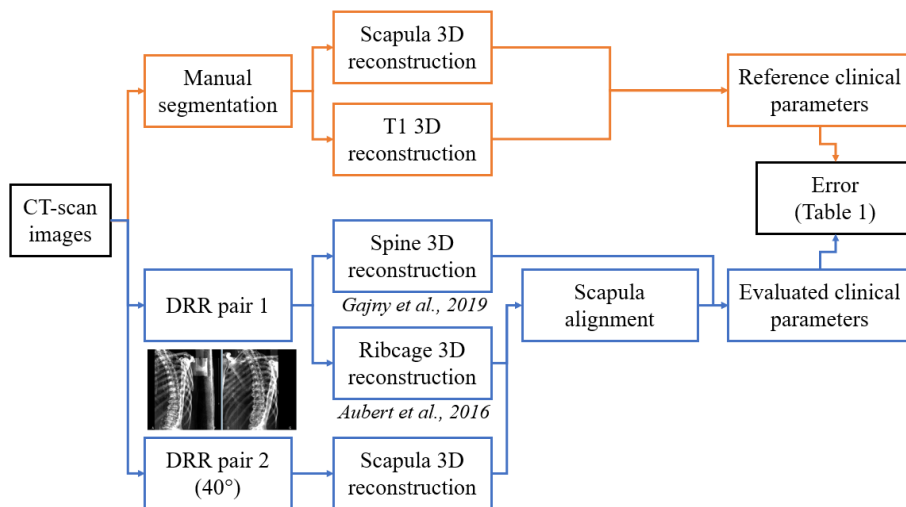 Scapula 3D
reconstruction
Manual
segmentation
T1 3D
reconstruction
Reference clinical
parameters
CT-scan
images
Error
(Table 1)
Spine 3D
reconstruction
Gajny et al., 2019
DRR pair 1
Ribcage 3D
reconstruction
Aubert et al., 2016
Scapula
alignment
Evaluated clinical
parameters
DRR pair 2
(40°)
Scapula 3D
reconstruction